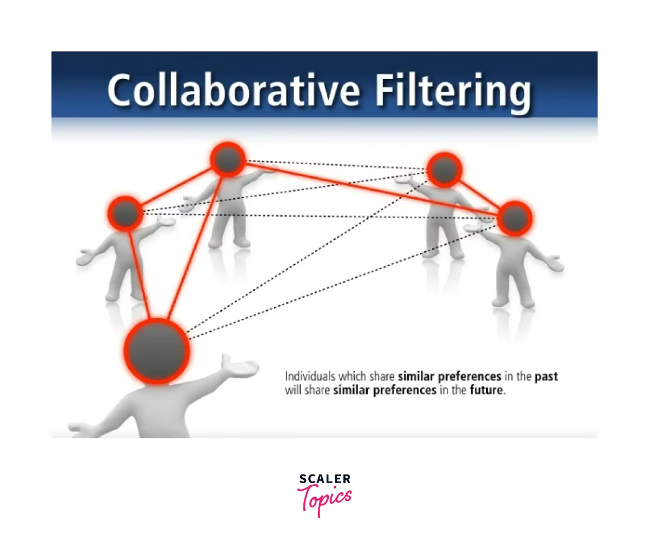 Collaborative Filtering
Individuals which share similar preferences in the past
will share similar preferences in the future.
SCALER
Topics